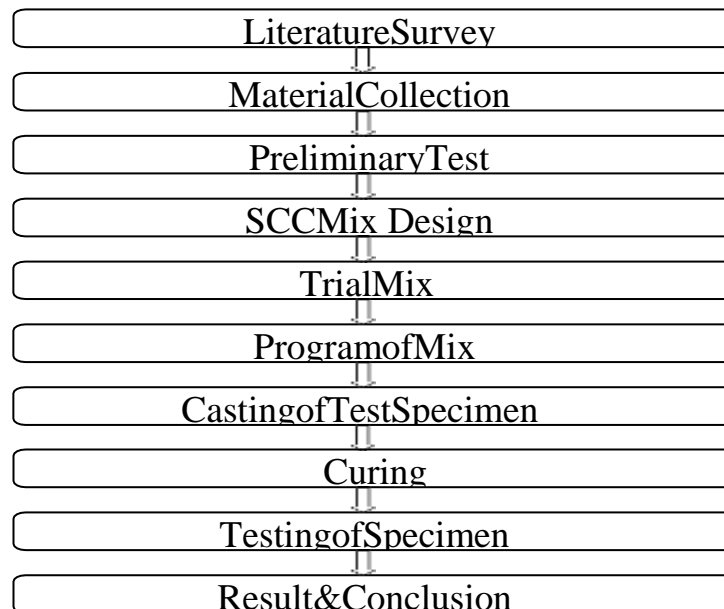 LiteratureSurvey
MaterialCollection
PreliminaryTest
SCCMix Design
TrialMix
ProgramofMix
CastingofTestSpecimen
Curing
TestingofSpecimen
Result&Conclusion